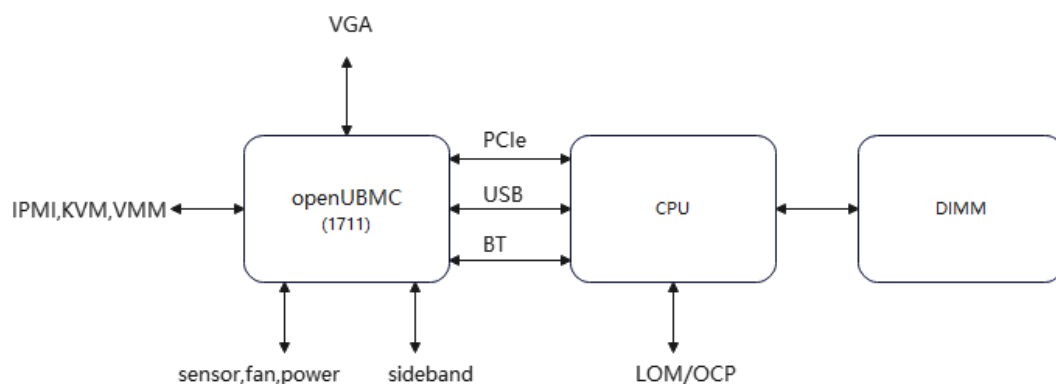 VGA
PCIe
IPMI,KVM,VMM
openUBMC
(1711)
USB
CPU
DIMM
BT
sensor,fan,power
sideband
LOM/OCP